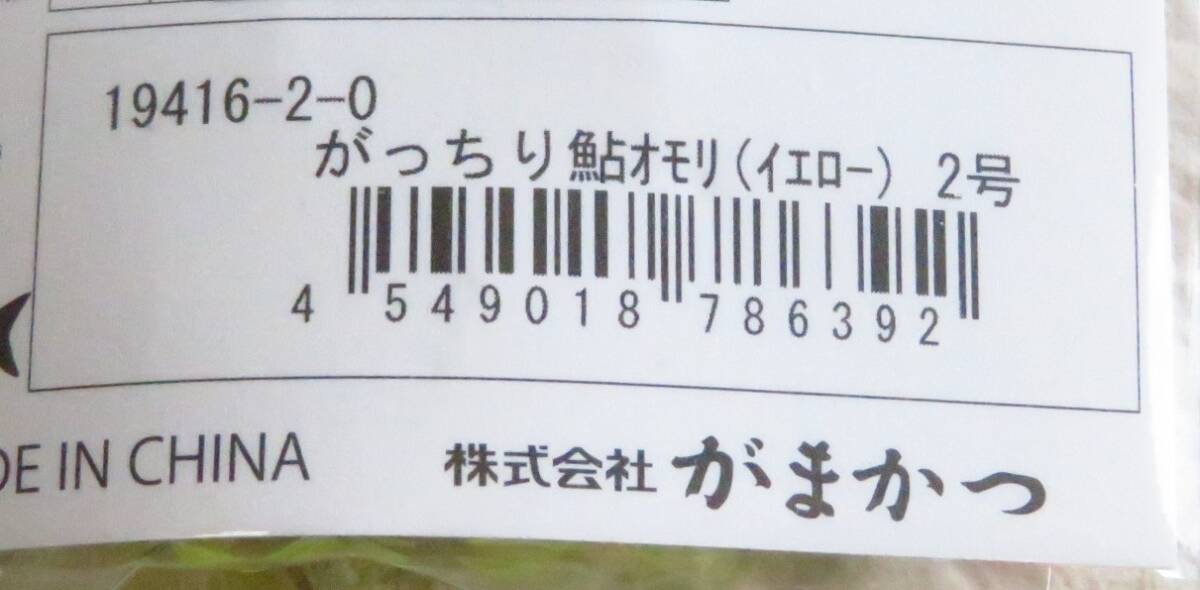 19416-2-0
がっちり鮎オモリ(イエロー) 2号
4 549018 786392
DE IN CHINA
株式会社 がまかつ